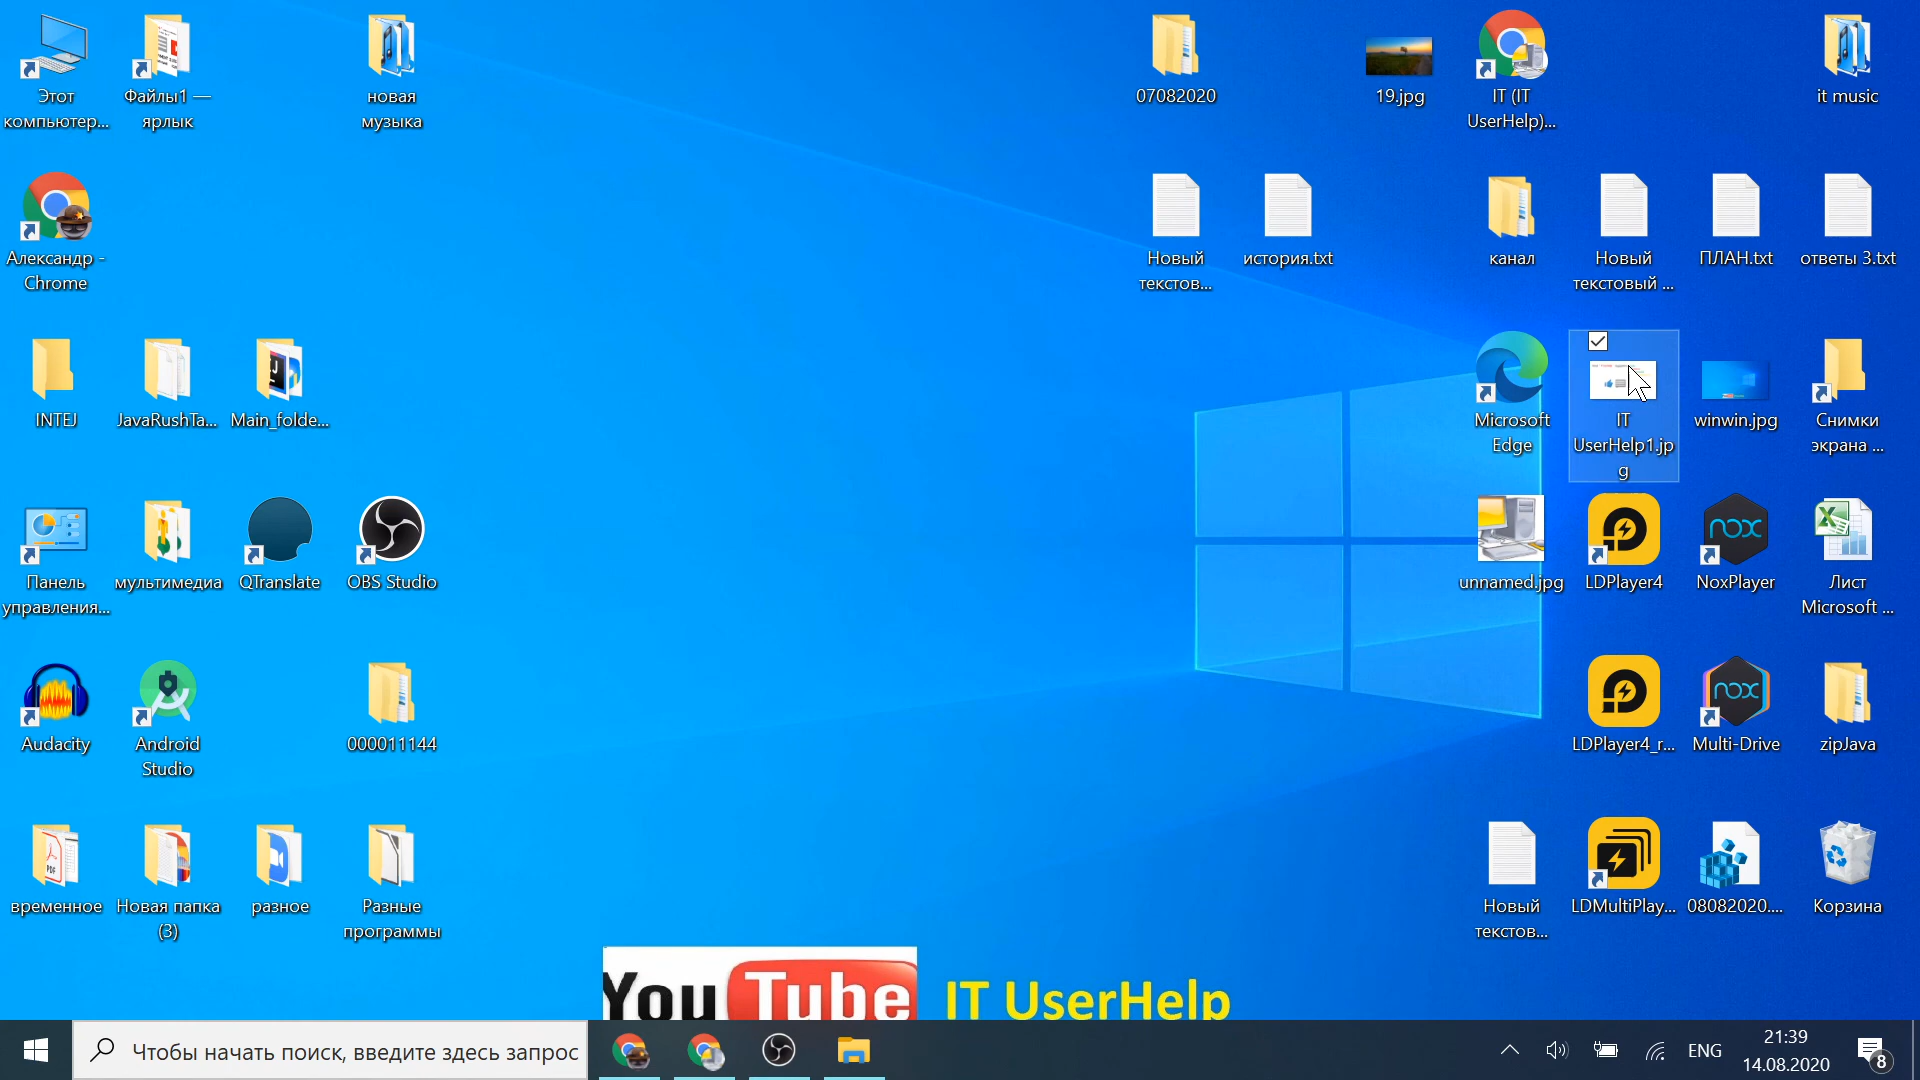 Этот
компьютер...
Файлы1 —
ярлык
новая
музыка
07082020
19.jpg
IT (IT
UserHelp)...
it music
Александр -
Chrome
Новый
текстов...
история.txt
канал
Новый
текстовый ...
ПЛАН.txt
ответы 3.txt
INTEJ
JavaRushTa...
Main_folde...
Microsoft
Edge
IT
UserHelp1.jp
g
winwin.jpg
Снимки
экрана ...
Панель
управления...
мультимедиа
QTranslate
OBS Studio
unnamed.jpg
LDPlayer4
NoxPlayer
Лист
Microsoft ...
Audacity
Android
Studio
000011144
LDPlayer4_r...
Multi-Drive
zipJava
временное
Новая папка
(3)
разное
Разные
программы
Новый
текстов...
LDMultiPlay...
08082020....
Корзина
YouTube
IT UserHelp
Чтобы начать поиск, введите здесь запрос
ENG
21:39
14.08.2020
8